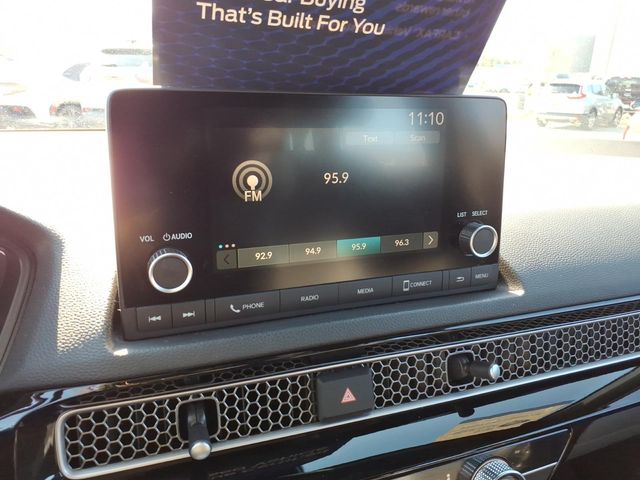 Buying
That's Built For You
11:10
Text Scan
FM
95.9
VOL AUDIO
LIST SELECT
92.9 94.9 95.9 96.3
PHONE RADIO MEDIA CONNECT MENU